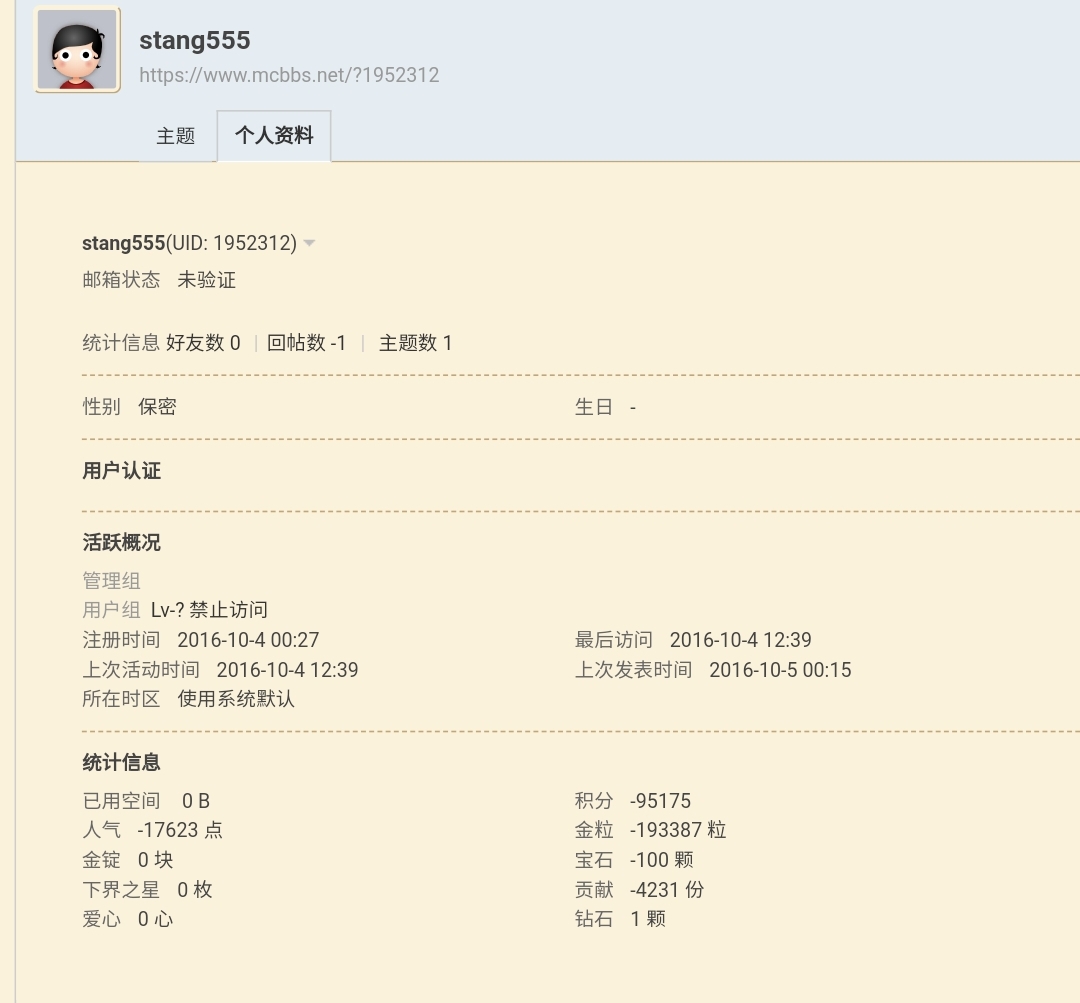 stang555
https://www.mcbbs.net/?1952312
主题 个人资料
stang555(UID: 1952312)
邮箱状态 未验证
统计信息 好友数 0 | 回帖数 -1 | 主题数 1
性别 保密 生日 -
用户认证
活跃概况
管理组
用户组 Lv-? 禁止访问
注册时间 2016-10-4 00:27 最后访问 2016-10-4 12:39
上次活动时间 2016-10-4 12:39 上次发表时间 2016-10-5 00:15
所在时区 使用系统默认
统计信息
已用空间 0 B 积分 -95175
人气 -17623 点 金粒 -193387 粒
金锭 0 块 宝石 -100 颗
下界之星 0 枚 贡献 -4231 份
爱心 0 心 钻石 1 颗